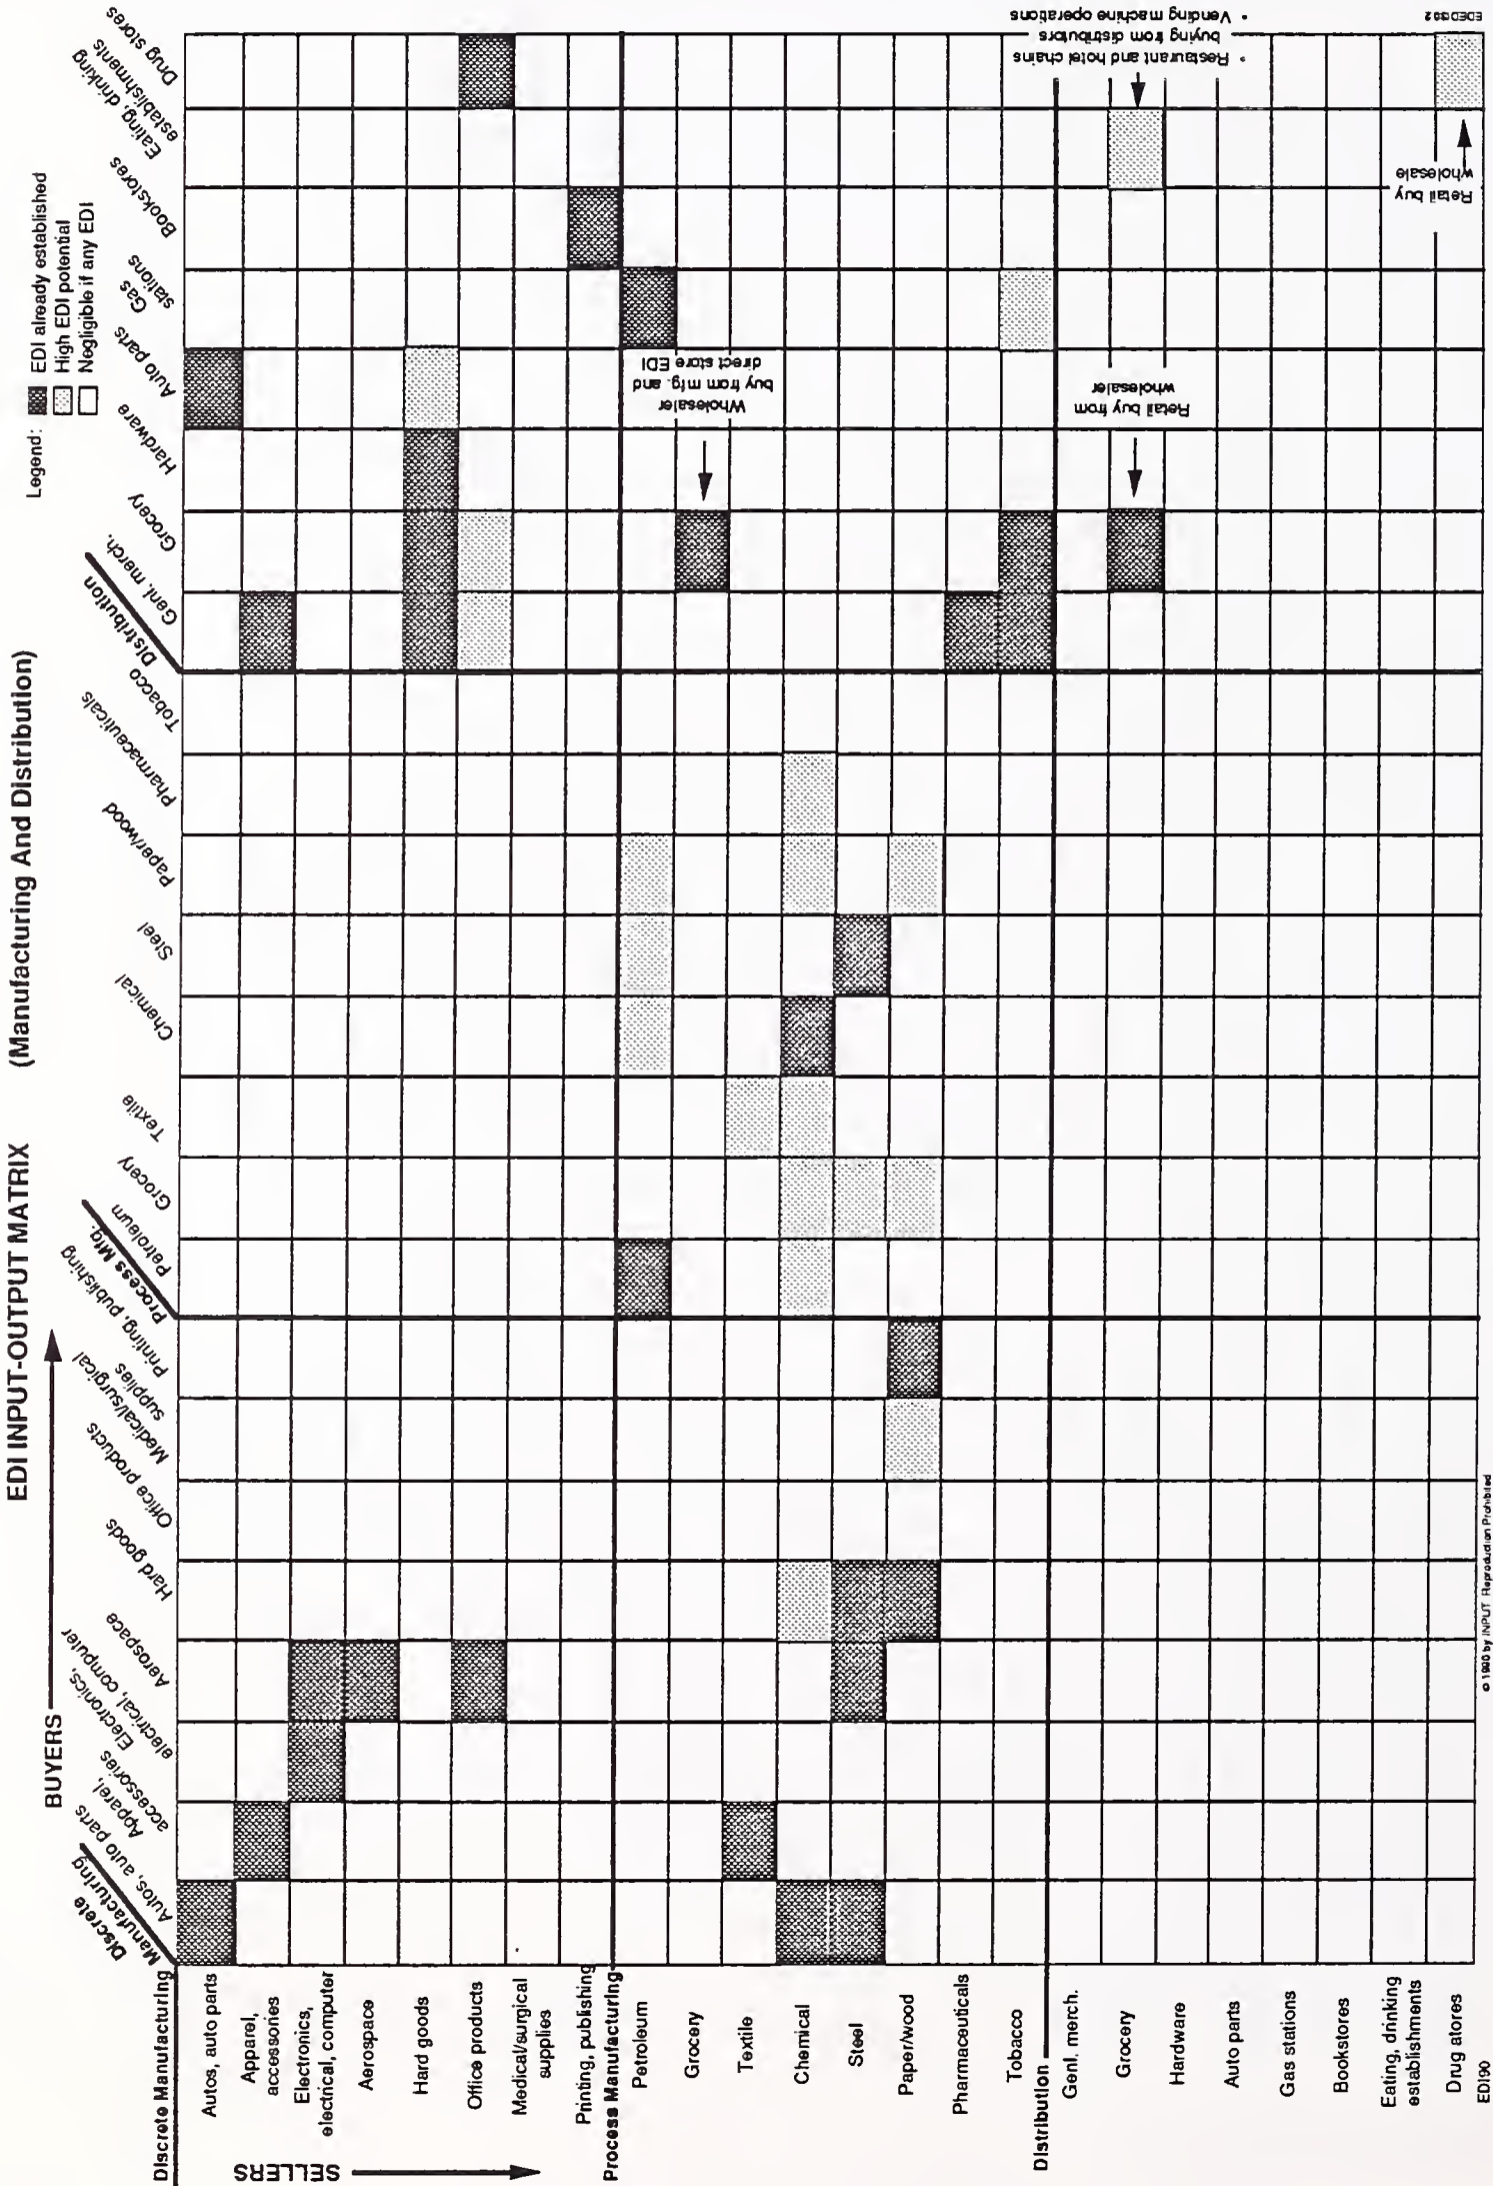 EDI INPUT-OUTPUT MATRIX (Manufacturing And Distribution)
Legend:
EDI already established
High EDI potential
Negligible if any EDI
BUYERS
Discrete
Manufacturing
Autos, auto parts
Apparel,
accessories
Electronics,
electrical, computer
Aerospace
Hard goods
Office products
Medical/surgical
supplies
Printing, publishing
Process Mfg.
Petroleum
Grocery
Textile
Chemical
Steel
Paper/wood
Pharmaceuticals
Tobacco
Distribution
Genl. merch.
Grocery
Hardware
Auto parts
Gas
stations
Bookstores
Eating, drinking
establishments
Drug stores
SELLERS
Discrete Manufacturing
Autos, auto parts
Apparel,
accessories
Electronics,
electrical, computer
Aerospace
Hard goods
Office products
Medical/surgical
supplies
Printing, publishing
Process Manufacturing
Petroleum
Grocery
Textile
Chemical
Steel
Paper/wood
Pharmaceuticals
Tobacco
Distribution
Genl. merch.
Grocery
Hardware
Auto parts
Gas stations
Bookstores
Eating, drinking
establishments
Drug atores
Wholesaler
buy from mfg. and
direct store EDI
Retail buy from
wholesaler
• Restaurant and hotel chains
buying from distributors
• Vending machine operations
Retail buy
wholesale
EDI90
© 1990 by INPUT Reproduction Prohibited
EDED392